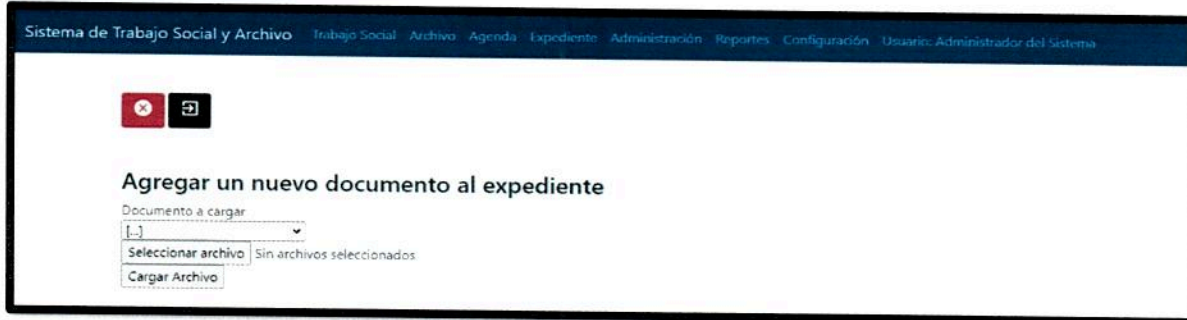 Sistema de Trabajo Social y Archivo Trabajo Social Archivo Agenda Expediente Administración Reportes Configuración Usuario: Administrador del Sistema
Agregar un nuevo documento al expediente
Documento a cargar
[...]
Seleccionar archivo Sin archivos seleccionados
Cargar Archivo